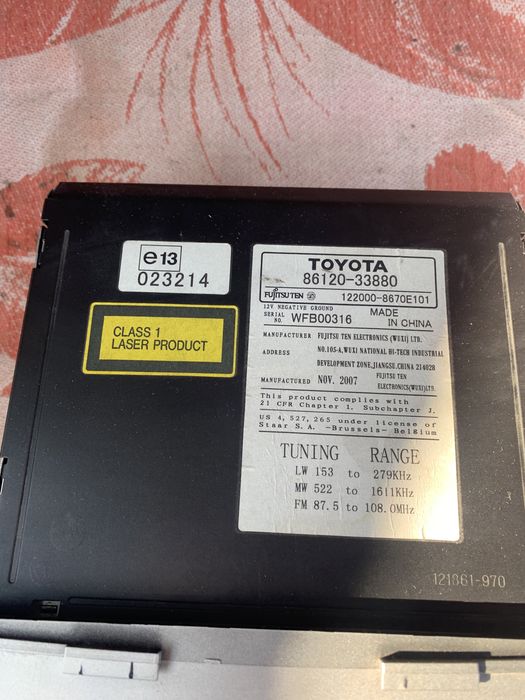 e13
023214
CLASS 1
LASER PRODUCT
TOYOTA
86120-33880
FUJITSU TEN 122000-8670E101
12V NEGATIVE GROUND
SERIAL NO. WFB00316 MADE IN CHINA
MANUFACTURER FUJITSU TEN ELECTRONICS (WUXI) LTD.
ADDRESS NO.105-A,WUXI NATIONAL HI-TECH INDUSTRIAL
DEVELOPMENT ZONE,JIANGSU,CHINA 214028
MANUFACTURED NOV. 2007 FUJITSU TEN
ELECTRONICS(WUXI)LTD.
This product complies with
21 CFR Chapter 1, Subchapter J.
US 4,527,265 under license of
Staar S.A. -Brussels- Belgium
TUNING RANGE
LW 153 to 279KHz
MW 522 to 1611KHz
FM 87.5 to 108.0MHz
121861-970